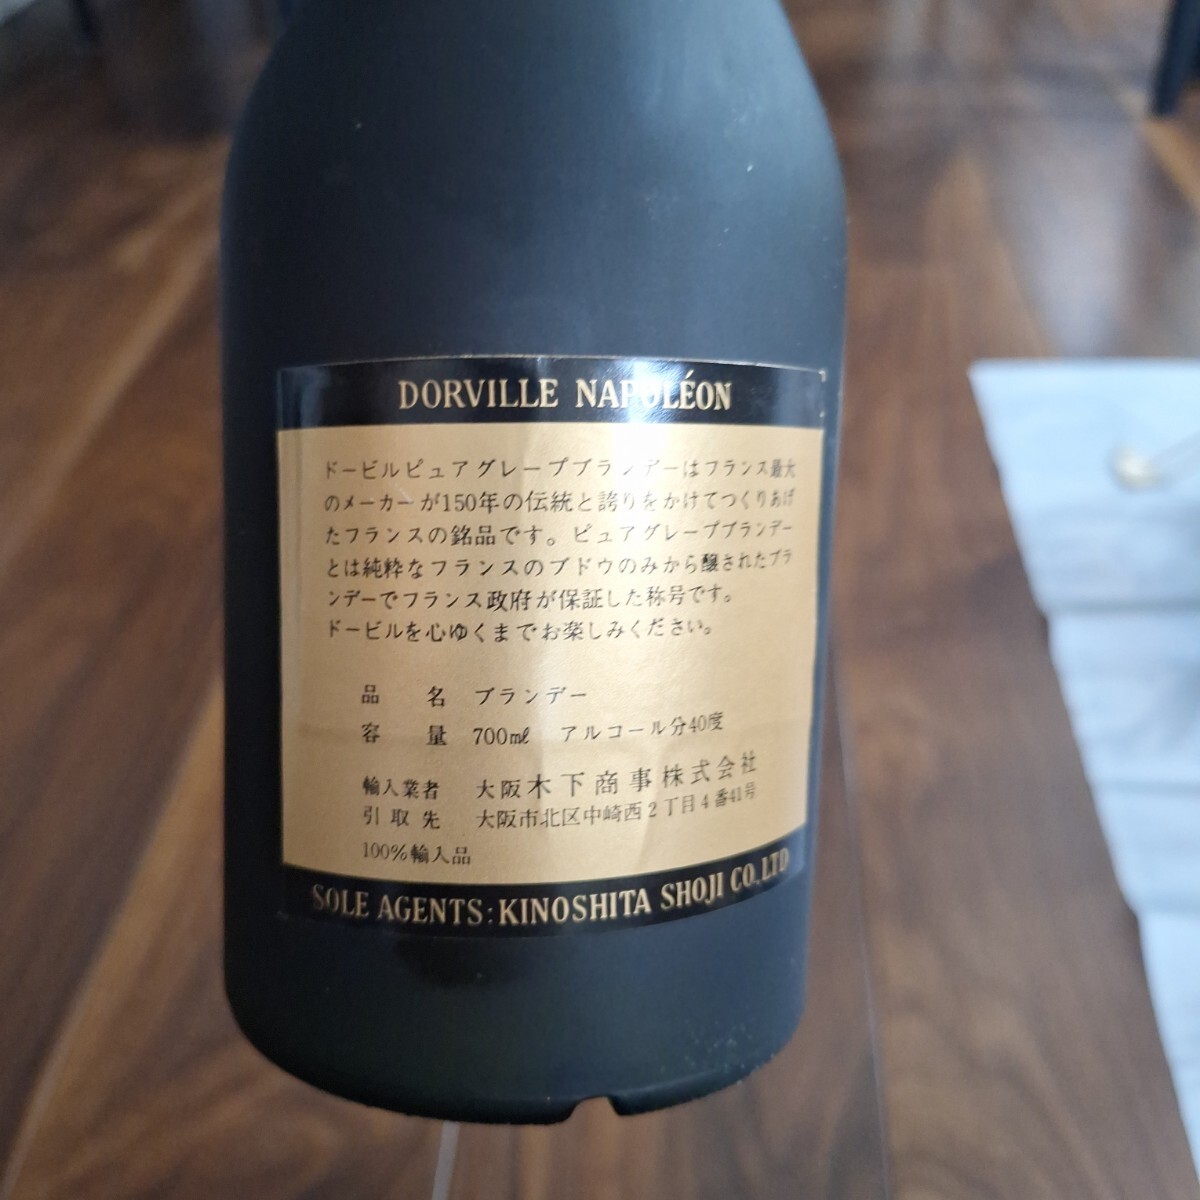 DORVILLE NAPOLÉON
ドービルピュアグレープブランデーはフランス最大
のメーカーが150年の伝統と誇りをかけてつくりあげ
たフランスの銘品です。ピュアグレープブランデー
とは純粋なフランスのブドウのみから醸されたブラ
ンデーでフランス政府が保証した称号です。
ドービルを心ゆくまでお楽しみください。
品 名 ブランデー
容 量 700mℓ アルコール分40度
輸入業者 大阪木下商事株式会社
引取先 大阪市北区中崎西2丁目4番41号
100%輸入品
SOLE AGENTS: KINOSHITA SHOJI CO., LTD